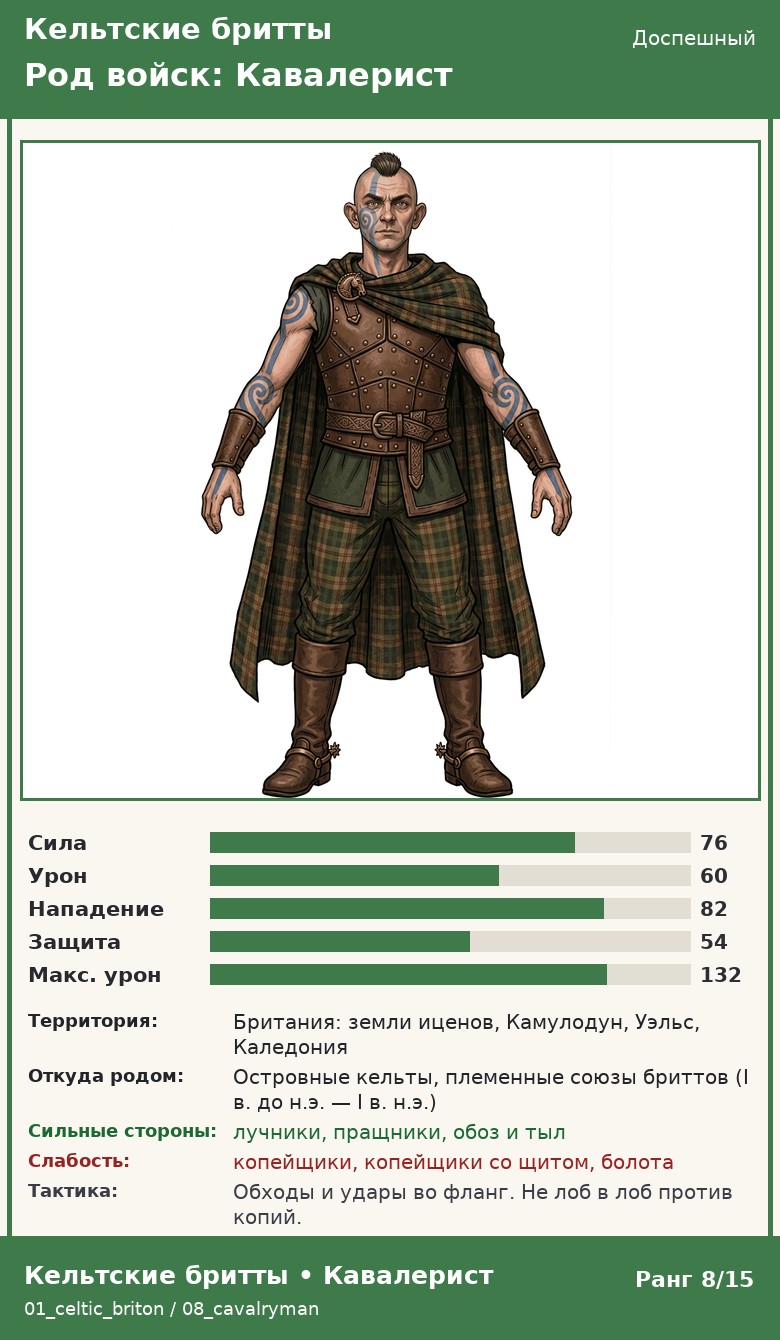 Кельтские бритты
Доспешный
Род войск: Кавалерист
Сила 76
Урон 60
Нападение 82
Защита 54
Макс. урон 132
Территория: Британия: земли иценов, Камулодун, Уэльс,
Каледония
Откуда родом: Островные кельты, племенные союзы бриттов (I
в. до н.э. — I в. н.э.)
Сильные стороны: лучники, пращники, обоз и тыл
Слабость: копейщики, копейщики со щитом, болота
Тактика: Обходы и удары во фланг. Не лоб в лоб против
копий.
Кельтские бритты • Кавалерист
Ранг 8/15
01_celtic_briton / 08_cavalryman